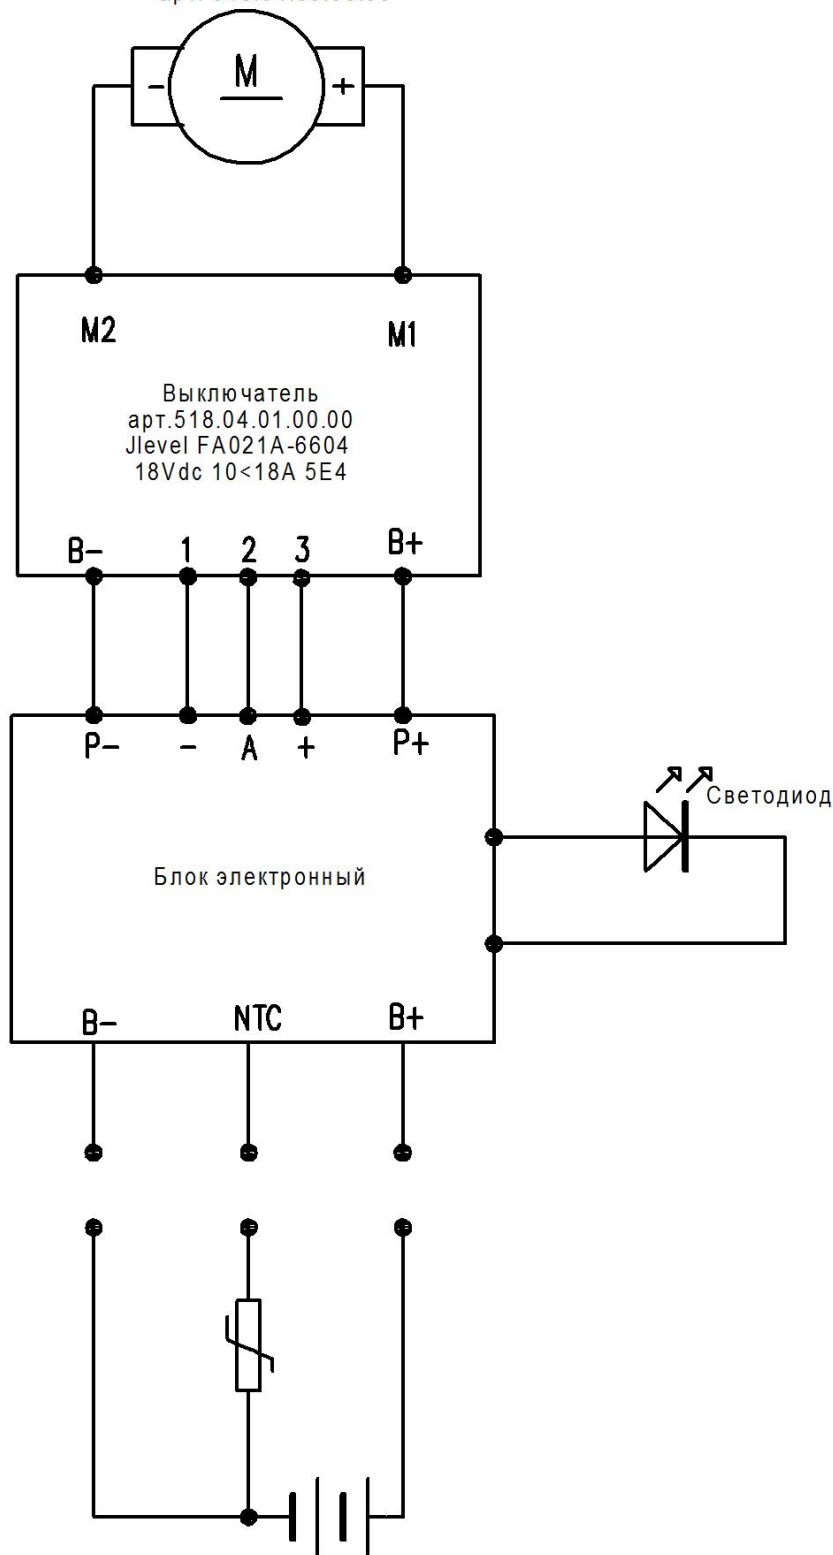 - M +
M2 M1
Выключатель
арт.518.04.01.00.00
Jlevel FA021A-6604
18Vdc 10<18A 5E4
B- 1 2 3 B+
P- - A + P+
Светодиод
Блок электронный
B- NTC B+